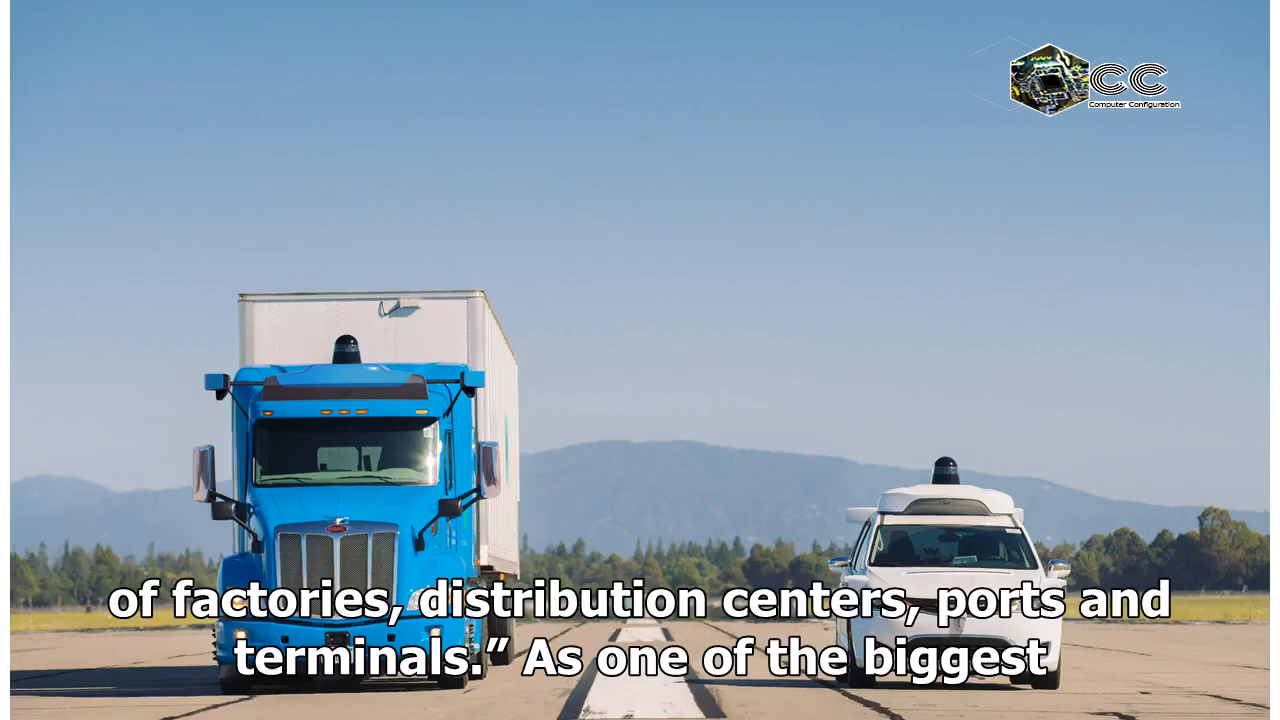 CC
Computer Configuration
of factories, distribution centers, ports and
terminals.” As one of the biggest